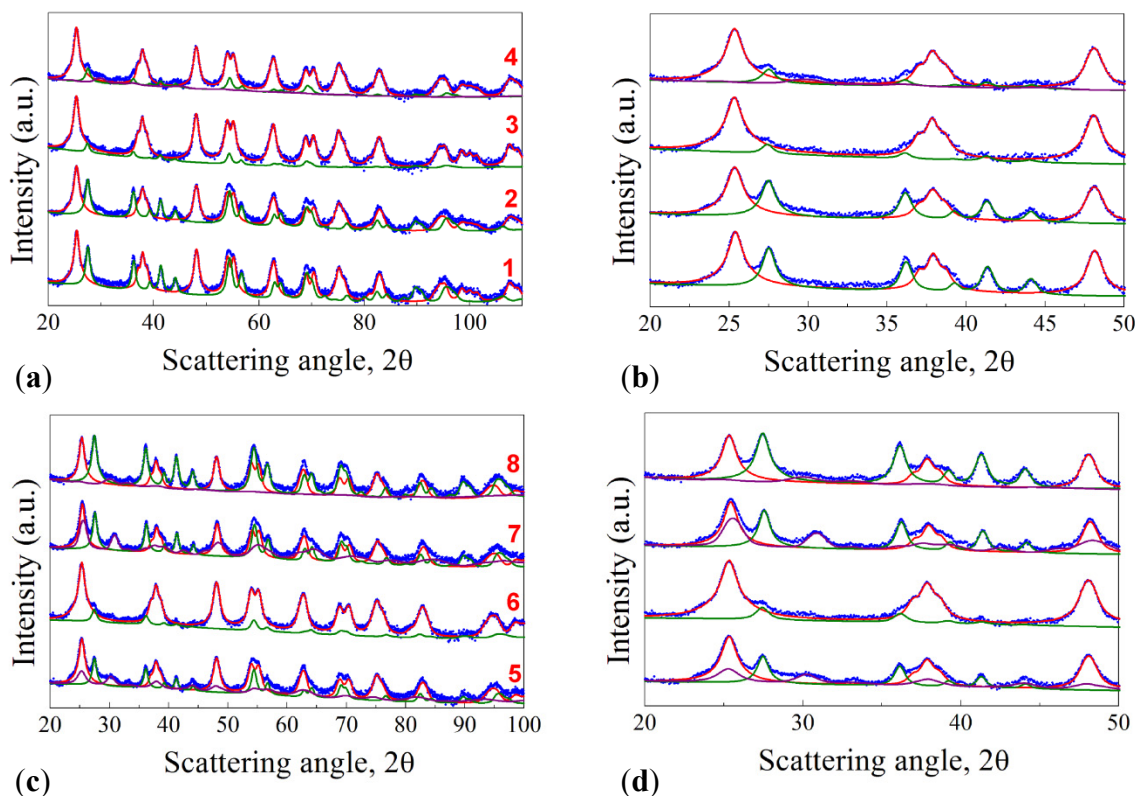 Intensity (a.u.)
4
3
2
1
20 40 60 80 100
Scattering angle, 2θ
(a)
Intensity (a.u.)
20 25 30 35 40 45 50
Scattering angle, 2θ
(b)
Intensity (a.u.)
8
7
6
5
20 30 40 50 60 70 80 90 100
Scattering angle, 2θ
(c)
Intensity (a.u.)
20 30 40 50
Scattering angle, 2θ
(d)